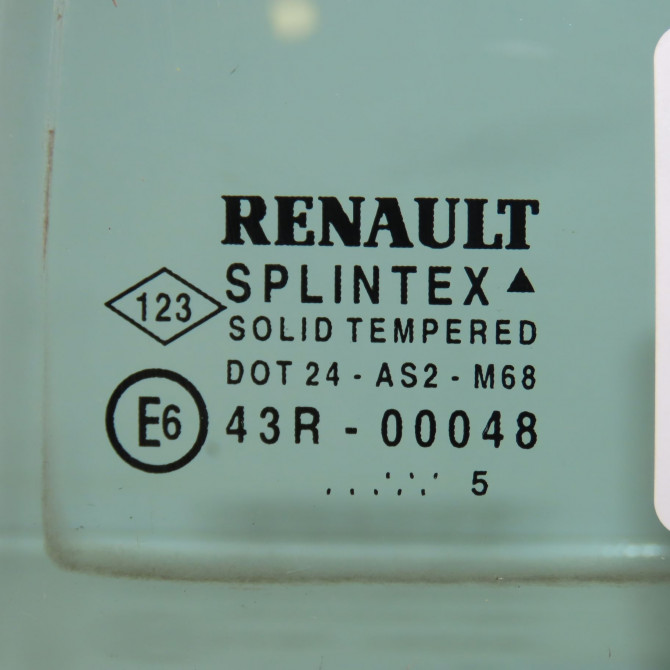 RENAULT
SPLINTEX▲
123
SOLID TEMPERED
DOT 24 - AS2 - M68
E6 43R - 00048
. . . . ' . ' . ' 5